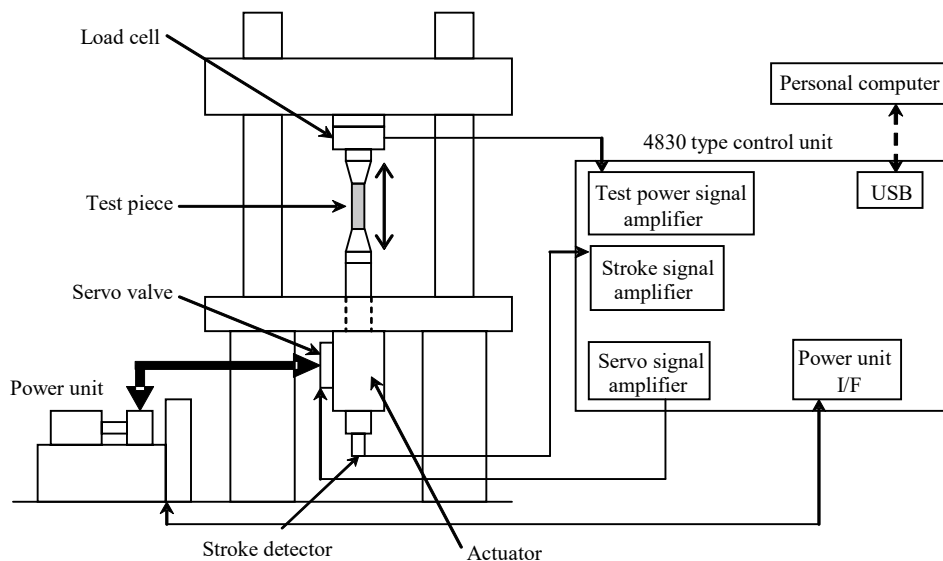 Load cell
Personal computer
4830 type control unit
Test power signal
amplifier
USB
Test piece
Stroke signal
amplifier
Servo valve
Servo signal
amplifier
Power unit
I/F
Power unit
Stroke detector
Actuator